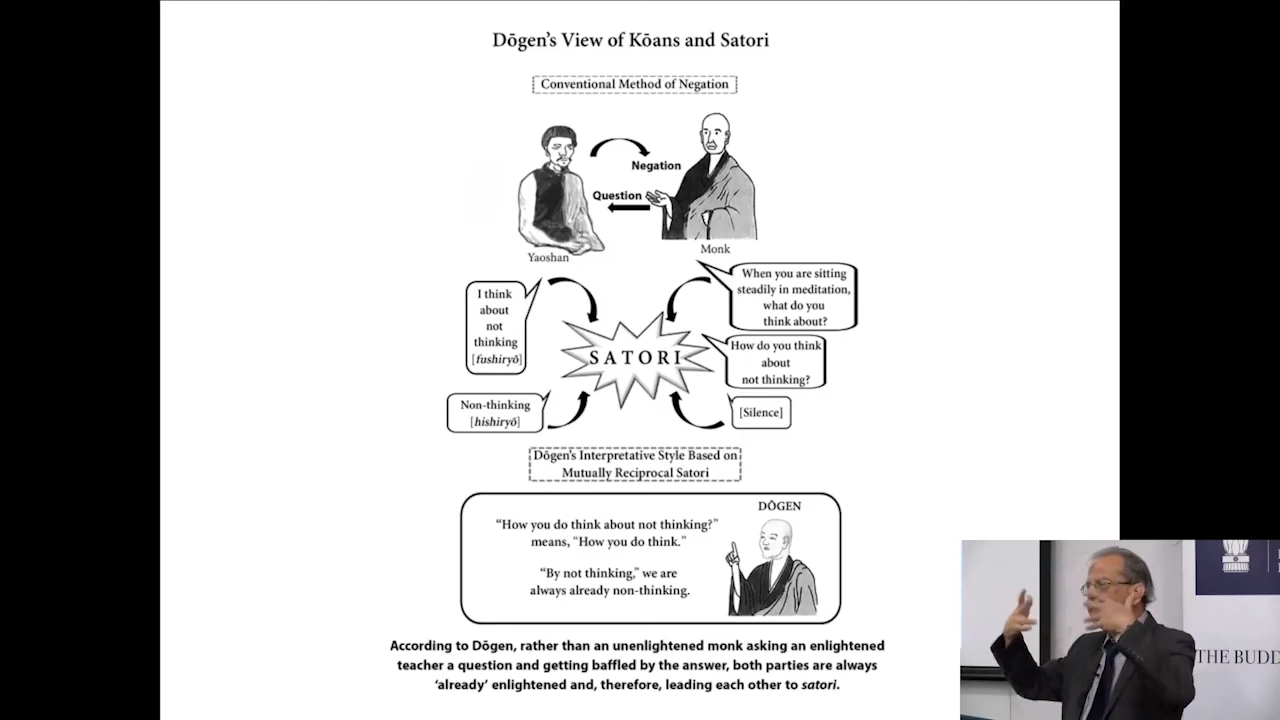 Dōgen's View of Kōans and Satori
Conventional Method of Negation
Negation
Question
Yaoshan
Monk
I think
about
not
thinking
[fushiryō]
When you are sitting
steadily in meditation,
what do you
think about?
How do you think
about
not thinking?
SATORI
Non-thinking
[hishiryō]
[Silence]
Dōgen's Interpretative Style Based on
Mutually Reciprocal Satori
DŌGEN
“How you do think about not thinking?”
means, “How you do think.”
“By not thinking,” we are
always already non-thinking.
According to Dōgen, rather than an unenlightened monk asking an enlightened
teacher a question and getting baffled by the answer, both parties are always
‘already’ enlightened and, therefore, leading each other to satori.
THE BUDD